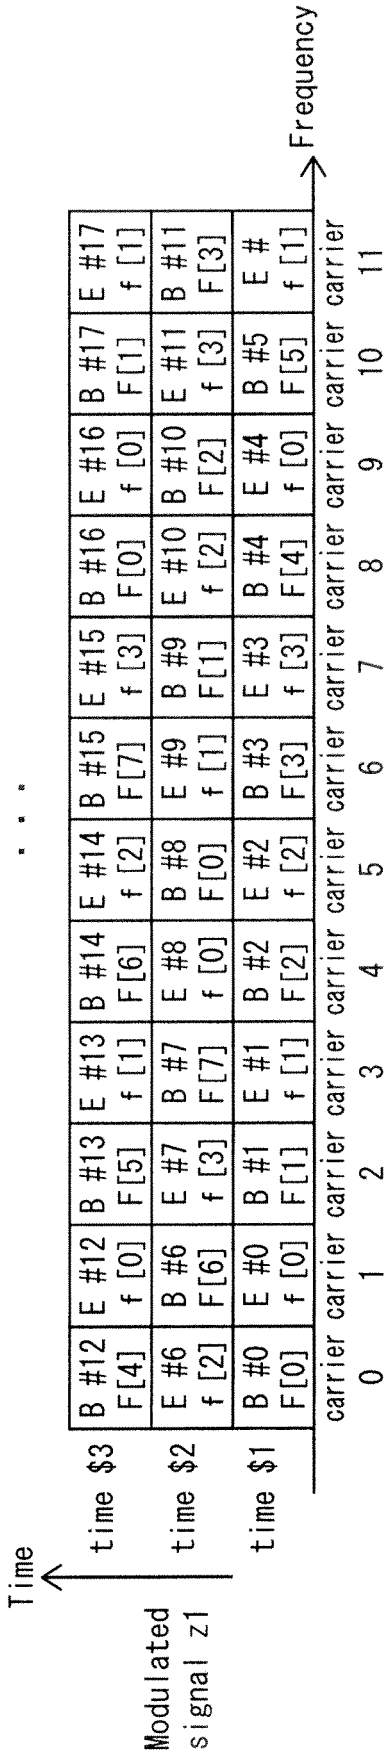 Time
. . .
time $3 B #12 E #12 B #13 E #13 B #14 E #14 B #15 E #15 B #16 E #16 B #17 E #17
F[4] f [0] F[5] f [1] F[6] f [2] F[7] f [3] F[0] f [0] F[1] f [1]
Modulated
signal z1
time $2 E #6 B #6 E #7 B #7 E #8 B #8 E #9 B #9 E #10 B #10 E #11 B #11
f [2] F[6] f [3] F[7] f [0] F[0] f [1] F[1] f [2] F[2] f [3] F[3]
time $1 B #0 E #0 B #1 E #1 B #2 E #2 B #3 E #3 B #4 E #4 B #5 E #
F[0] f [0] F[1] f [1] F[2] f [2] F[3] f [3] F[4] f [0] F[5] f [1]
Frequency
carrier carrier carrier carrier carrier carrier carrier carrier carrier carrier carrier carrier
0 1 2 3 4 5 6 7 8 9 10 11